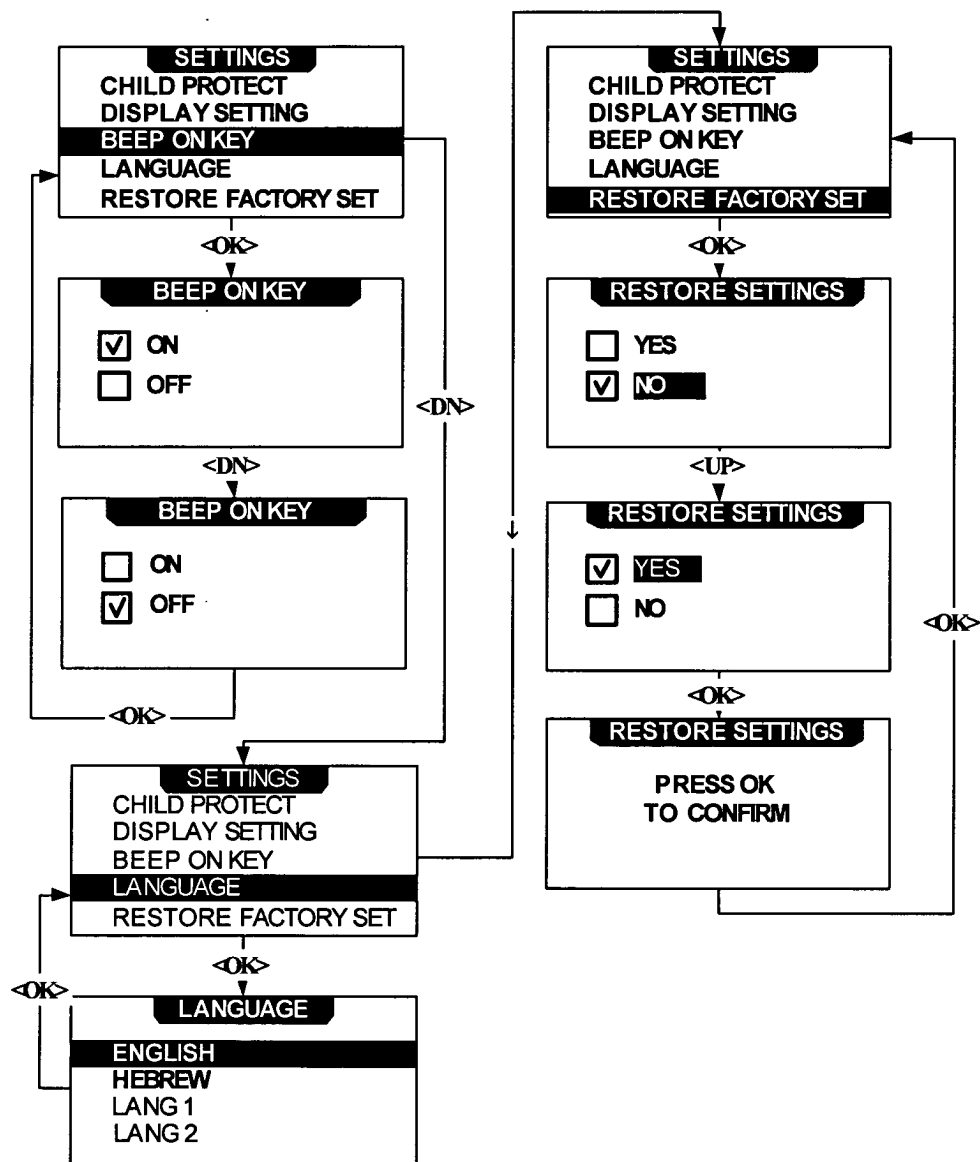 SETTINGS
CHILD PROTECT
DISPLAY SETTING
BEEP ON KEY
LANGUAGE
RESTORE FACTORY SET
<OK>
BEEP ON KEY
ON
OFF
<DN>
BEEP ON KEY
ON
OFF
<OK>
<DN>
SETTINGS
CHILD PROTECT
DISPLAY SETTING
BEEP ON KEY
LANGUAGE
RESTORE FACTORY SET
<OK>
<OK>
LANGUAGE
ENGLISH
HEBREW
LANG 1
LANG 2
SETTINGS
CHILD PROTECT
DISPLAY SETTING
BEEP ON KEY
LANGUAGE
RESTORE FACTORY SET
<OK>
RESTORE SETTINGS
YES
NO
<UP>
RESTORE SETTINGS
YES
NO
<OK>
RESTORE SETTINGS
PRESS OK
TO CONFIRM
<OK>